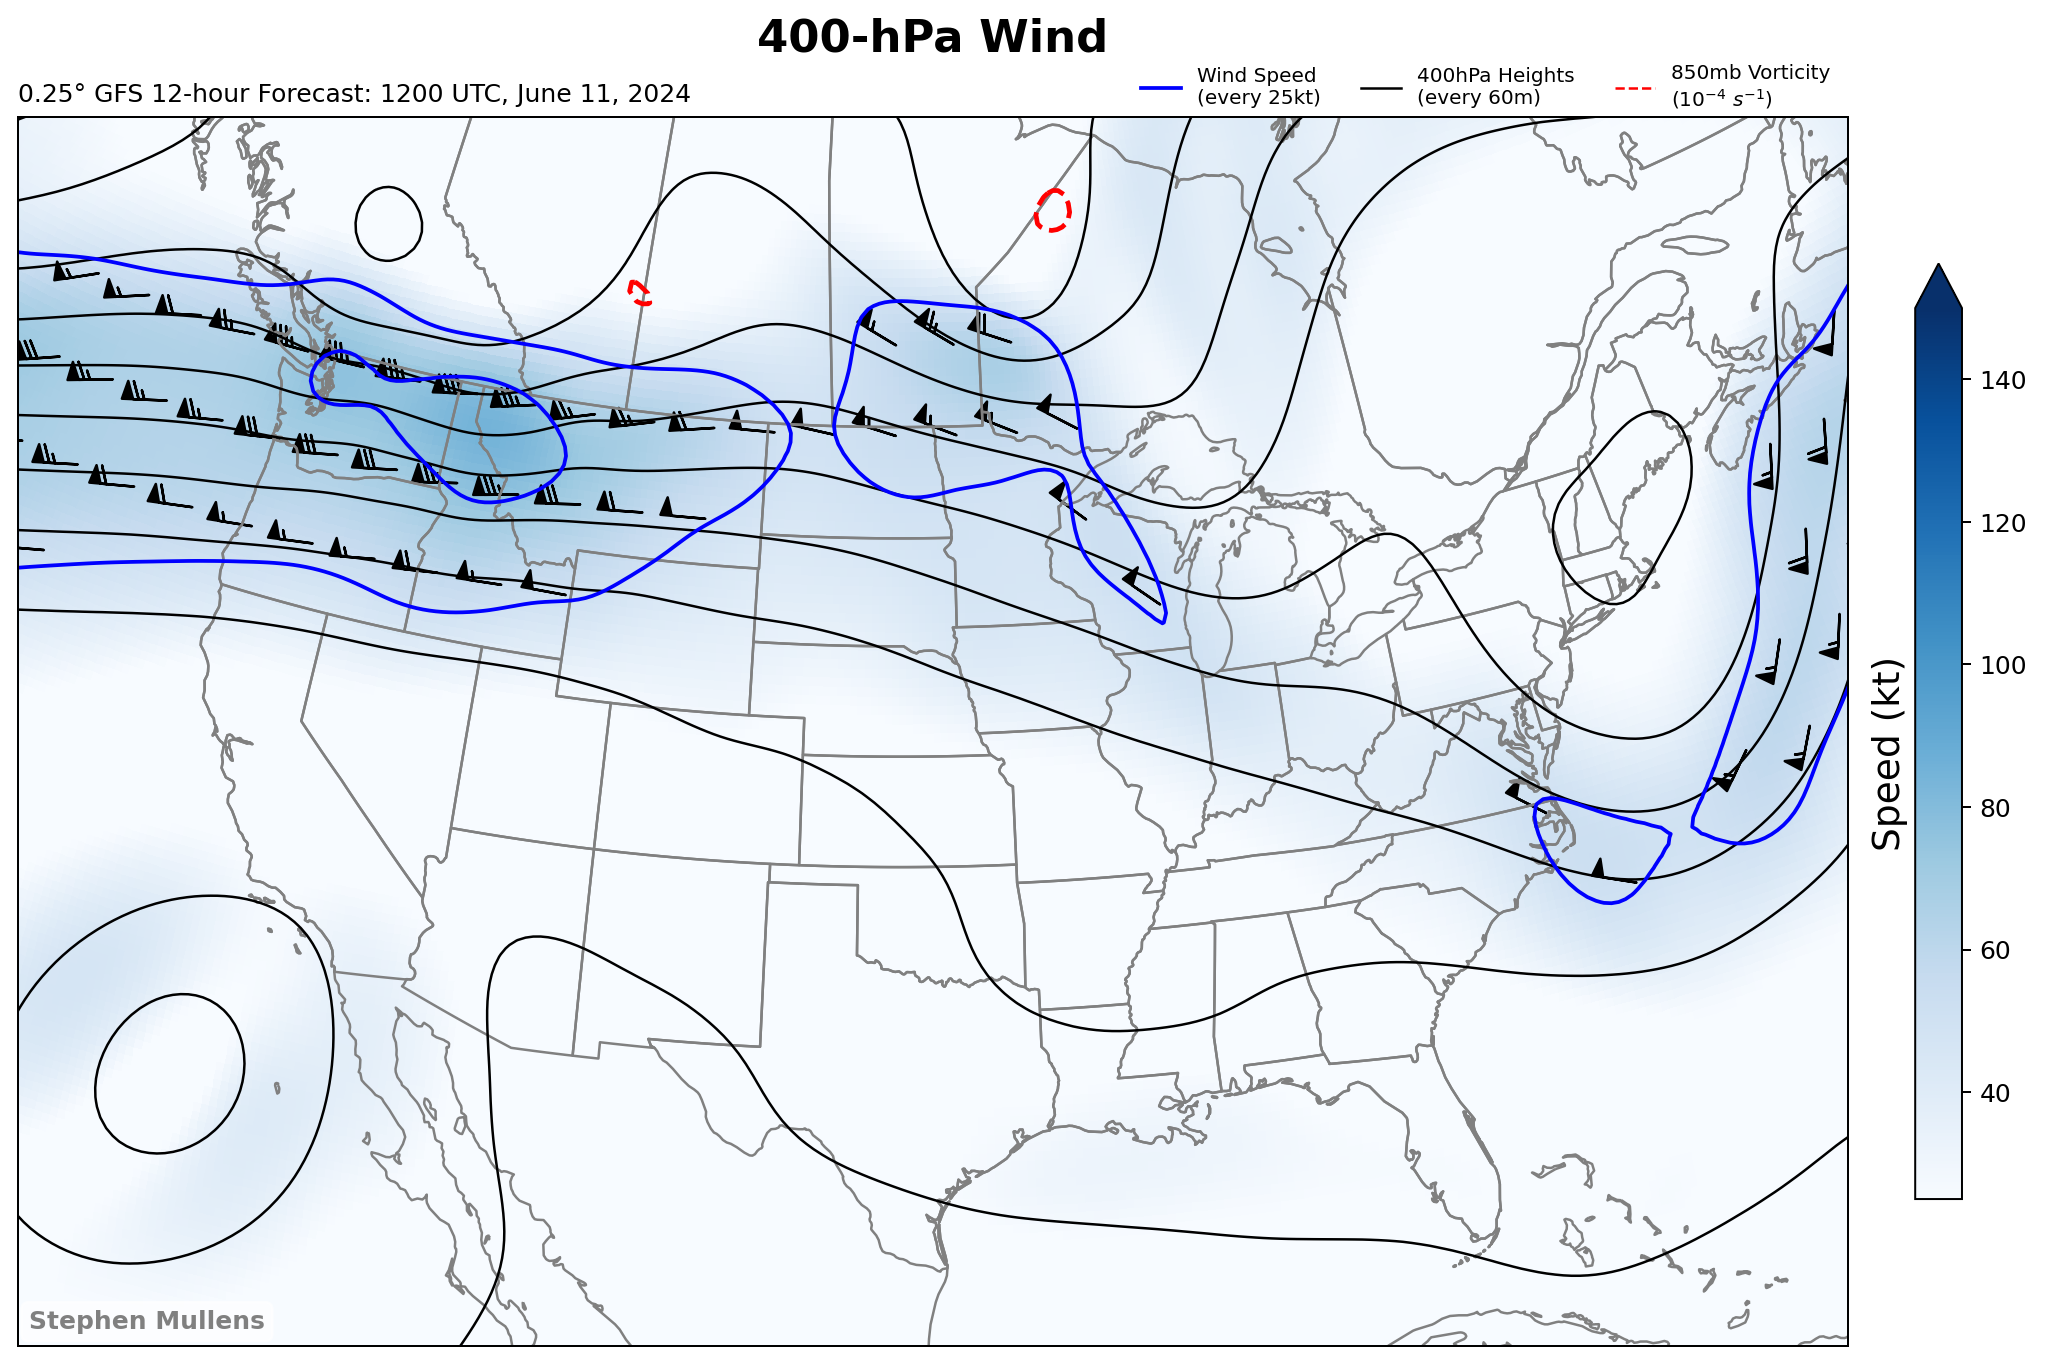 400-hPa Wind
0.25° GFS 12-hour Forecast: 1200 UTC, June 11, 2024
Wind Speed
(every 25kt)
400hPa Heights
(every 60m)
850mb Vorticity
(10⁻⁴ s⁻¹)
140
120
100
80
60
40
Speed (kt)
Stephen Mullens